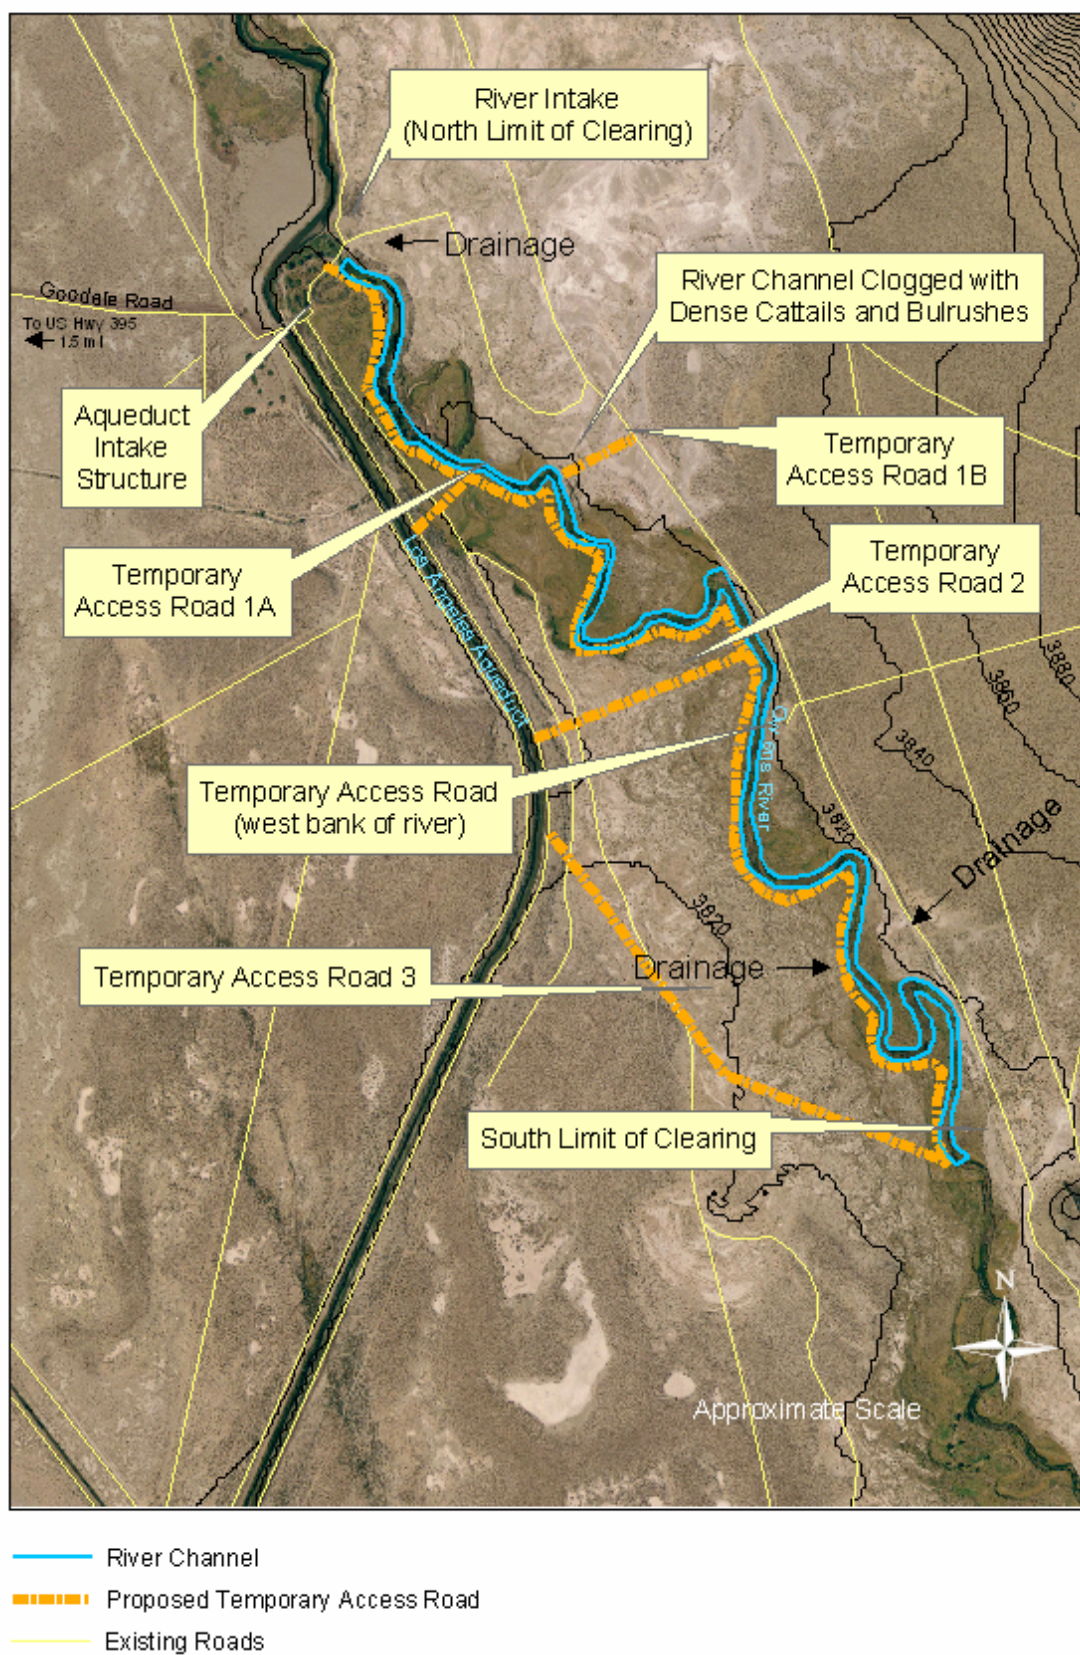 River Intake
(North Limit of Clearing)
Drainage
River Channel Clogged with
Dense Cattails and Bulrushes
Goodale Road
To US Hwy 395
1.5 mi
Aqueduct
Intake
Structure
Temporary
Access Road 1B
Temporary
Access Road 2
Temporary
Access Road 1A
Los Angeles Aqueduct
3880
3860
3840
3820
Owens River
Temporary Access Road
(west bank of river)
Drainage
3820
Drainage
Temporary Access Road 3
South Limit of Clearing
N
Approximate Scale
River Channel
Proposed Temporary Access Road
Existing Roads